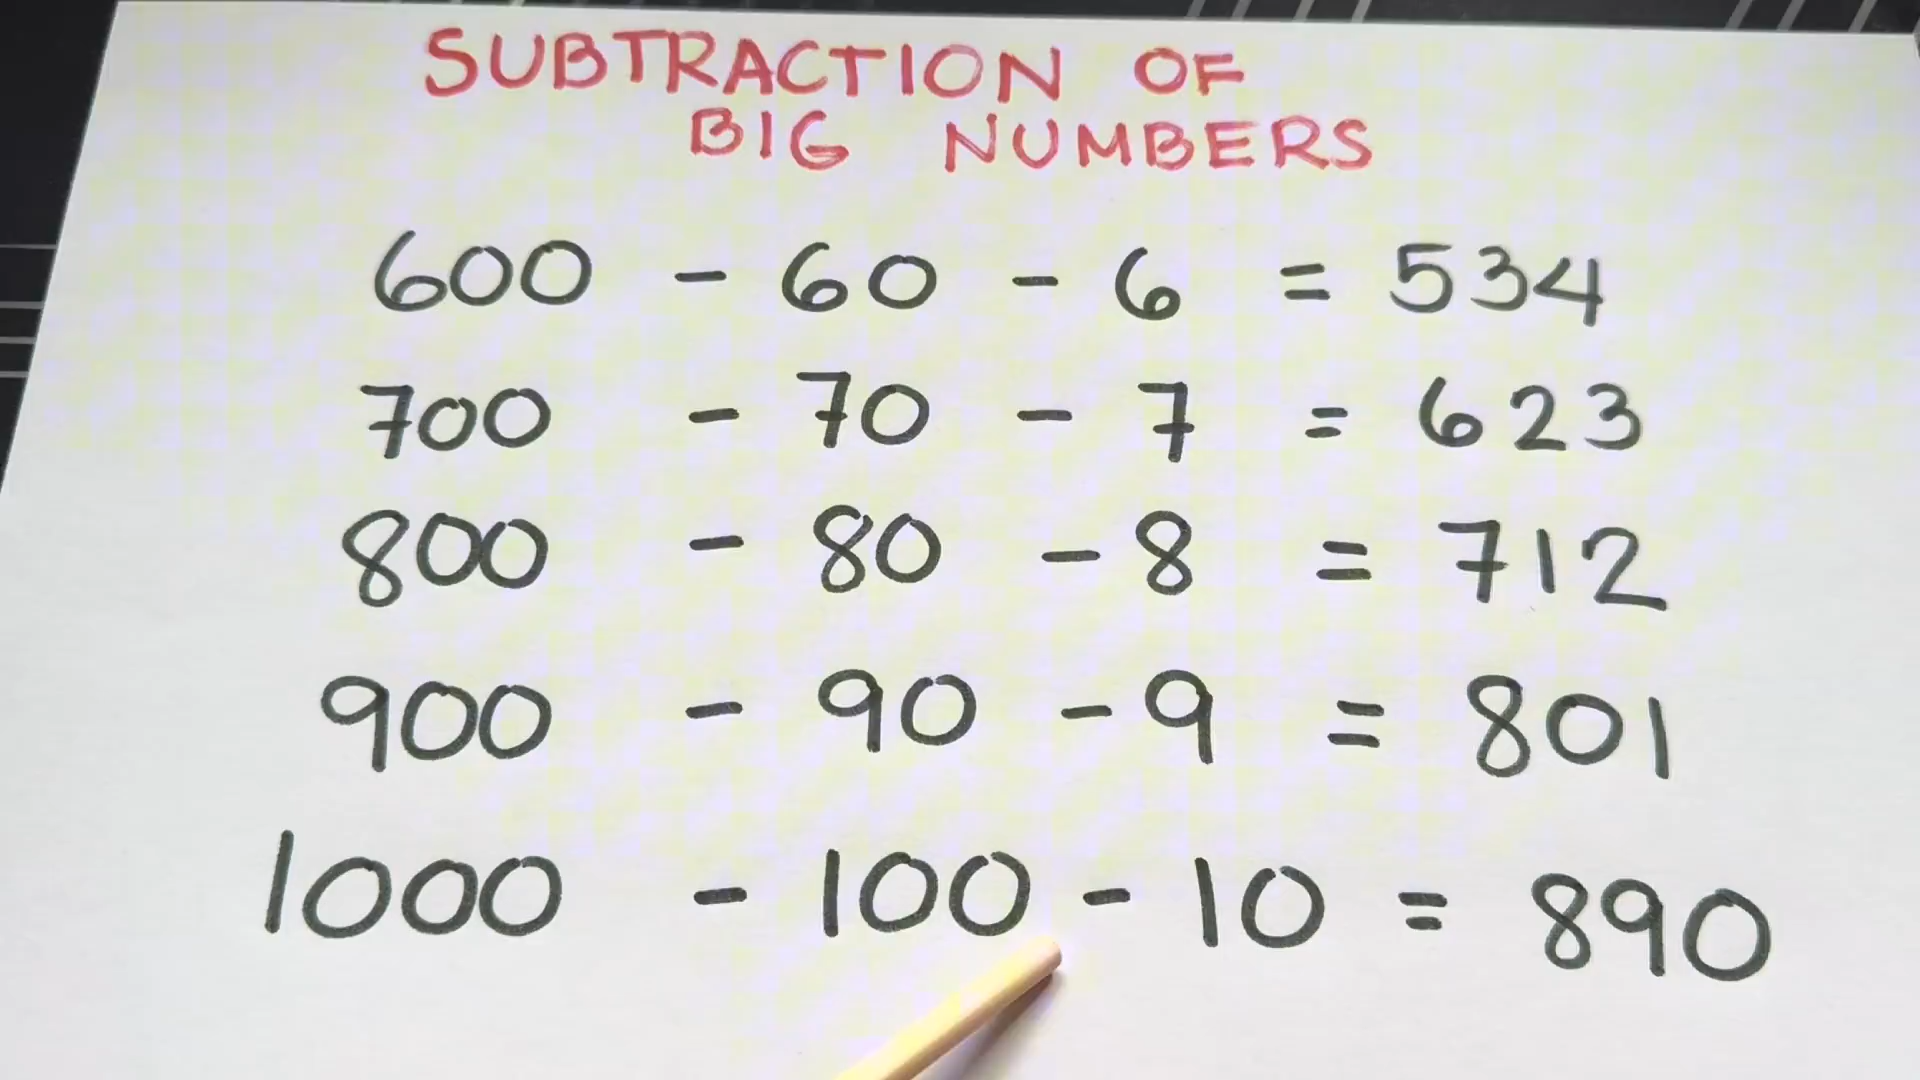 SUBTRACTION OF
BIG NUMBERS
600 - 60 - 6 = 534
700 - 70 - 7 = 623
800 - 80 - 8 = 712
900 - 90 - 9 = 801
1000 - 100 - 10 = 890